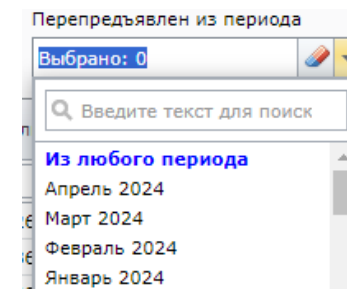 Перепредъявлен из периода
Выбрано: 0
Введите текст для поиск
Из любого периода
Апрель 2024
Март 2024
Февраль 2024
Январь 2024